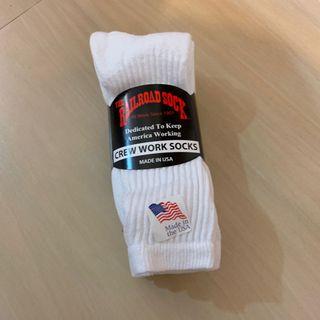 THE
RAILROAD SOCK
Dedicated To Keep
America Working
CREW WORK SOCKS
MADE IN USA
Made in
the USA